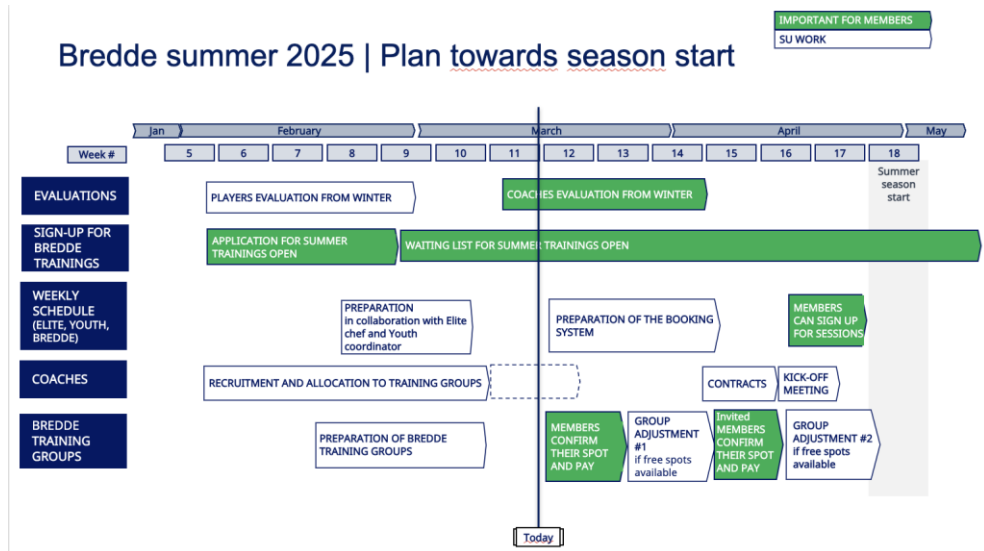 IMPORTANT FOR MEMBERS
SU WORK
Bredde summer 2025 | Plan towards season start
Jan
February
March
April
May
Week #
5
6
7
8
9
10
11
12
13
14
15
16
17
18
Summer
season
start
EVALUATIONS
PLAYERS EVALUATION FROM WINTER
COACHES EVALUATION FROM WINTER
SIGN-UP FOR
BREDDE
TRAININGS
APPLICATION FOR SUMMER
TRAININGS OPEN
WAITING LIST FOR SUMMER TRAININGS OPEN
WEEKLY
SCHEDULE
(ELITE, YOUTH,
BREDDE)
PREPARATION
in collaboration with Elite
chef and Youth
coordinator
PREPARATION OF THE BOOKING
SYSTEM
MEMBERS
CAN SIGN UP
FOR SESSIONS
COACHES
RECRUITMENT AND ALLOCATION TO TRAINING GROUPS
CONTRACTS
KICK-OFF
MEETING
BREDDE
TRAINING
GROUPS
PREPARATION OF BREDDE
TRAINING GROUPS
MEMBERS
CONFIRM
THEIR SPOT
AND PAY
GROUP
ADJUSTMENT
#1
if free spots
available
Invited
MEMBERS
CONFIRM
THEIR SPOT
AND PAY
GROUP
ADJUSTMENT #2
if free spots
available
Today